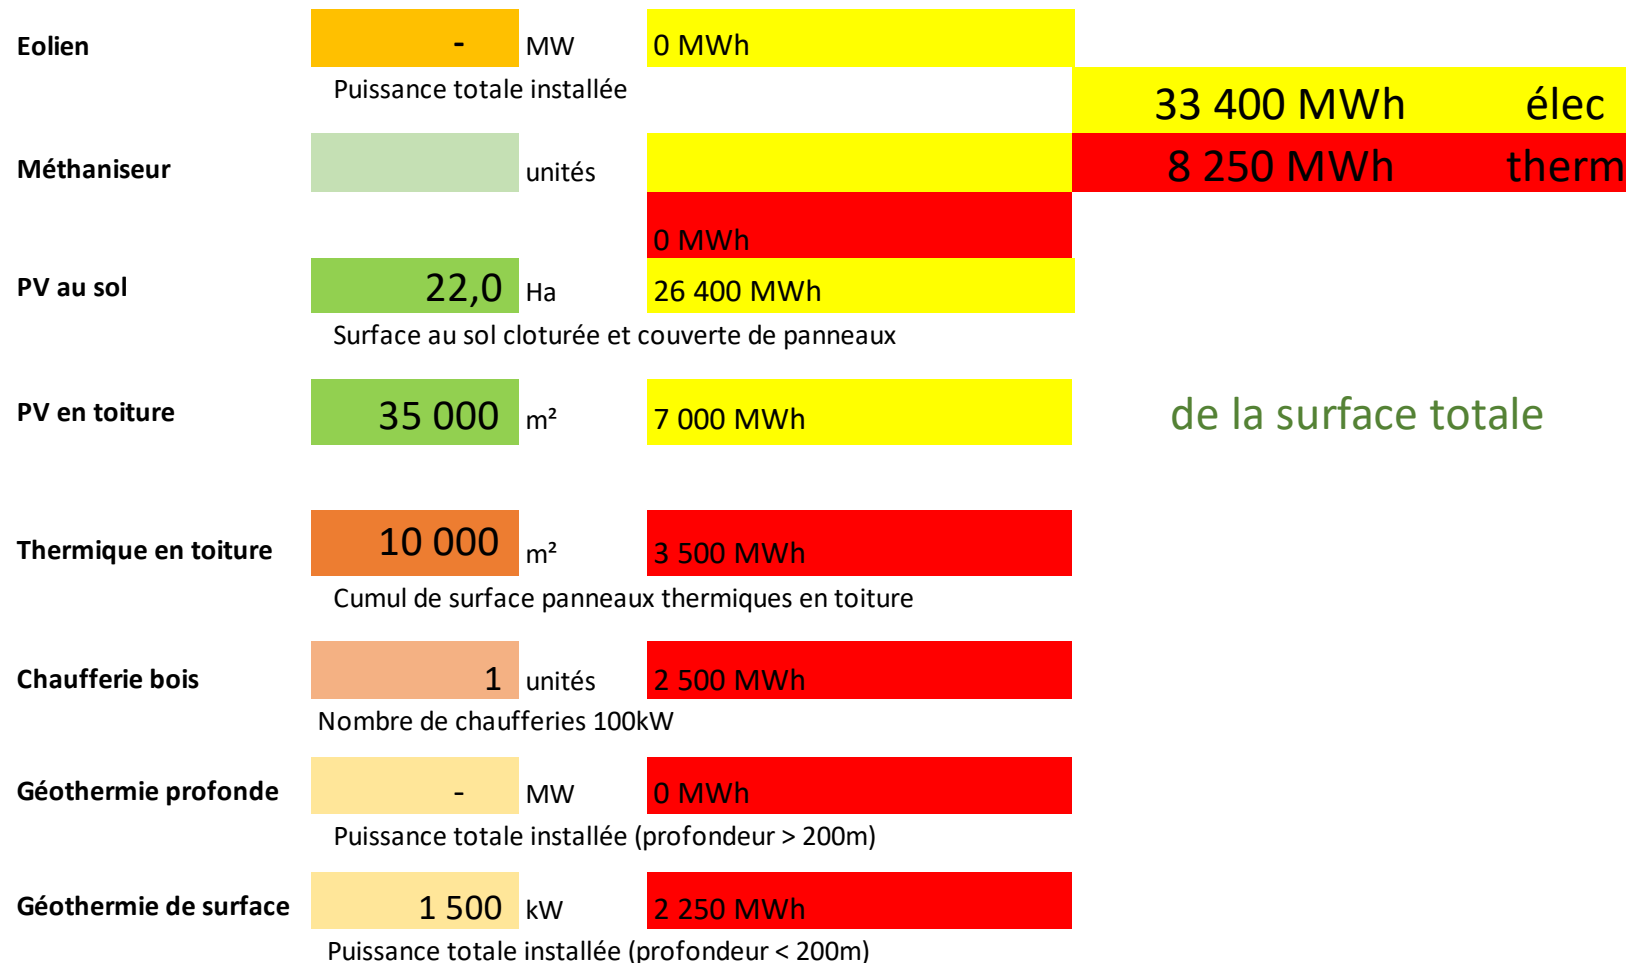 Eolien - MW 0 MWh
Puissance totale installée
33 400 MWh élec
Méthaniseur unités 8 250 MWh therm
0 MWh
PV au sol 22,0 Ha 26 400 MWh
Surface au sol cloturée et couverte de panneaux
PV en toiture 35 000 m² 7 000 MWh de la surface totale
Thermique en toiture 10 000 m² 3 500 MWh
Cumul de surface panneaux thermiques en toiture
Chaufferie bois 1 unités 2 500 MWh
Nombre de chaufferies 100kW
Géothermie profonde - MW 0 MWh
Puissance totale installée (profondeur > 200m)
Géothermie de surface 1 500 kW 2 250 MWh
Puissance totale installée (profondeur < 200m)